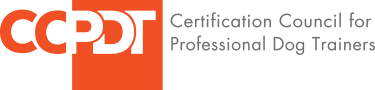 CCPDT
Certification Council for
Professional Dog Trainers